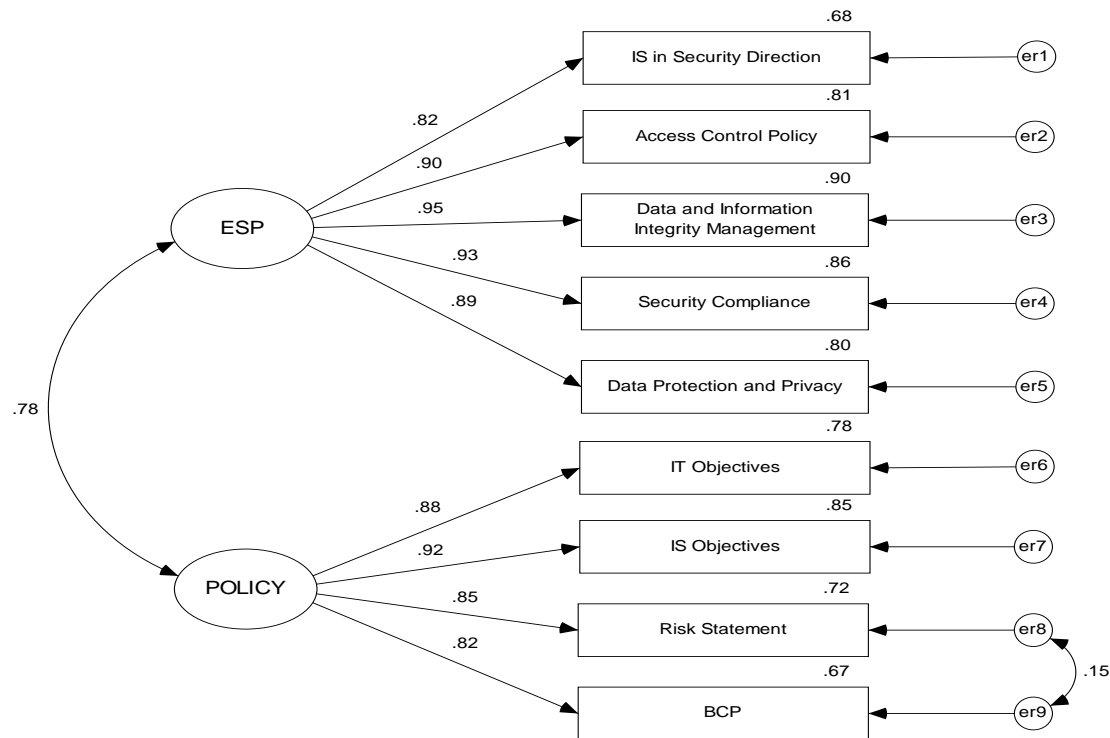 .68
IS in Security Direction
er1
.82
.81
Access Control Policy
er2
.90
.90
Data and Information
Integrity Management
er3
.95
ESP
.93
.86
Security Compliance
er4
.89
.80
Data Protection and Privacy
er5
.78
.78
IT Objectives
er6
.88
.85
IS Objectives
er7
.92
POLICY
.85
.72
Risk Statement
er8
.82
.15
.67
BCP
er9